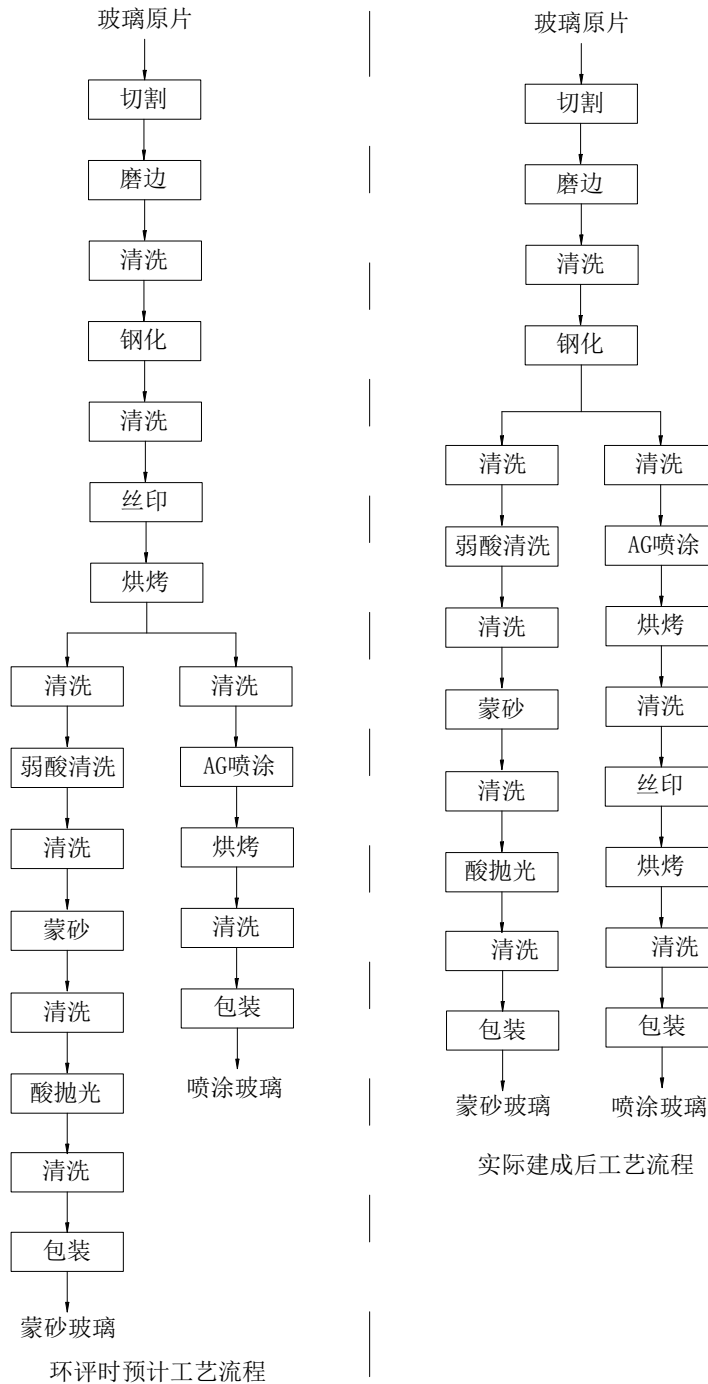 玻璃原片
切割
磨边
清洗
钢化
清洗
丝印
烘烤
清洗
弱酸清洗
清洗
蒙砂
清洗
酸抛光
清洗
包装
蒙砂玻璃
清洗
AG喷涂
烘烤
清洗
包装
喷涂玻璃
环评时预计工艺流程
玻璃原片
切割
磨边
清洗
钢化
清洗
弱酸清洗
清洗
蒙砂
清洗
酸抛光
清洗
包装
蒙砂玻璃
清洗
AG喷涂
烘烤
清洗
丝印
烘烤
清洗
包装
喷涂玻璃
实际建成后工艺流程